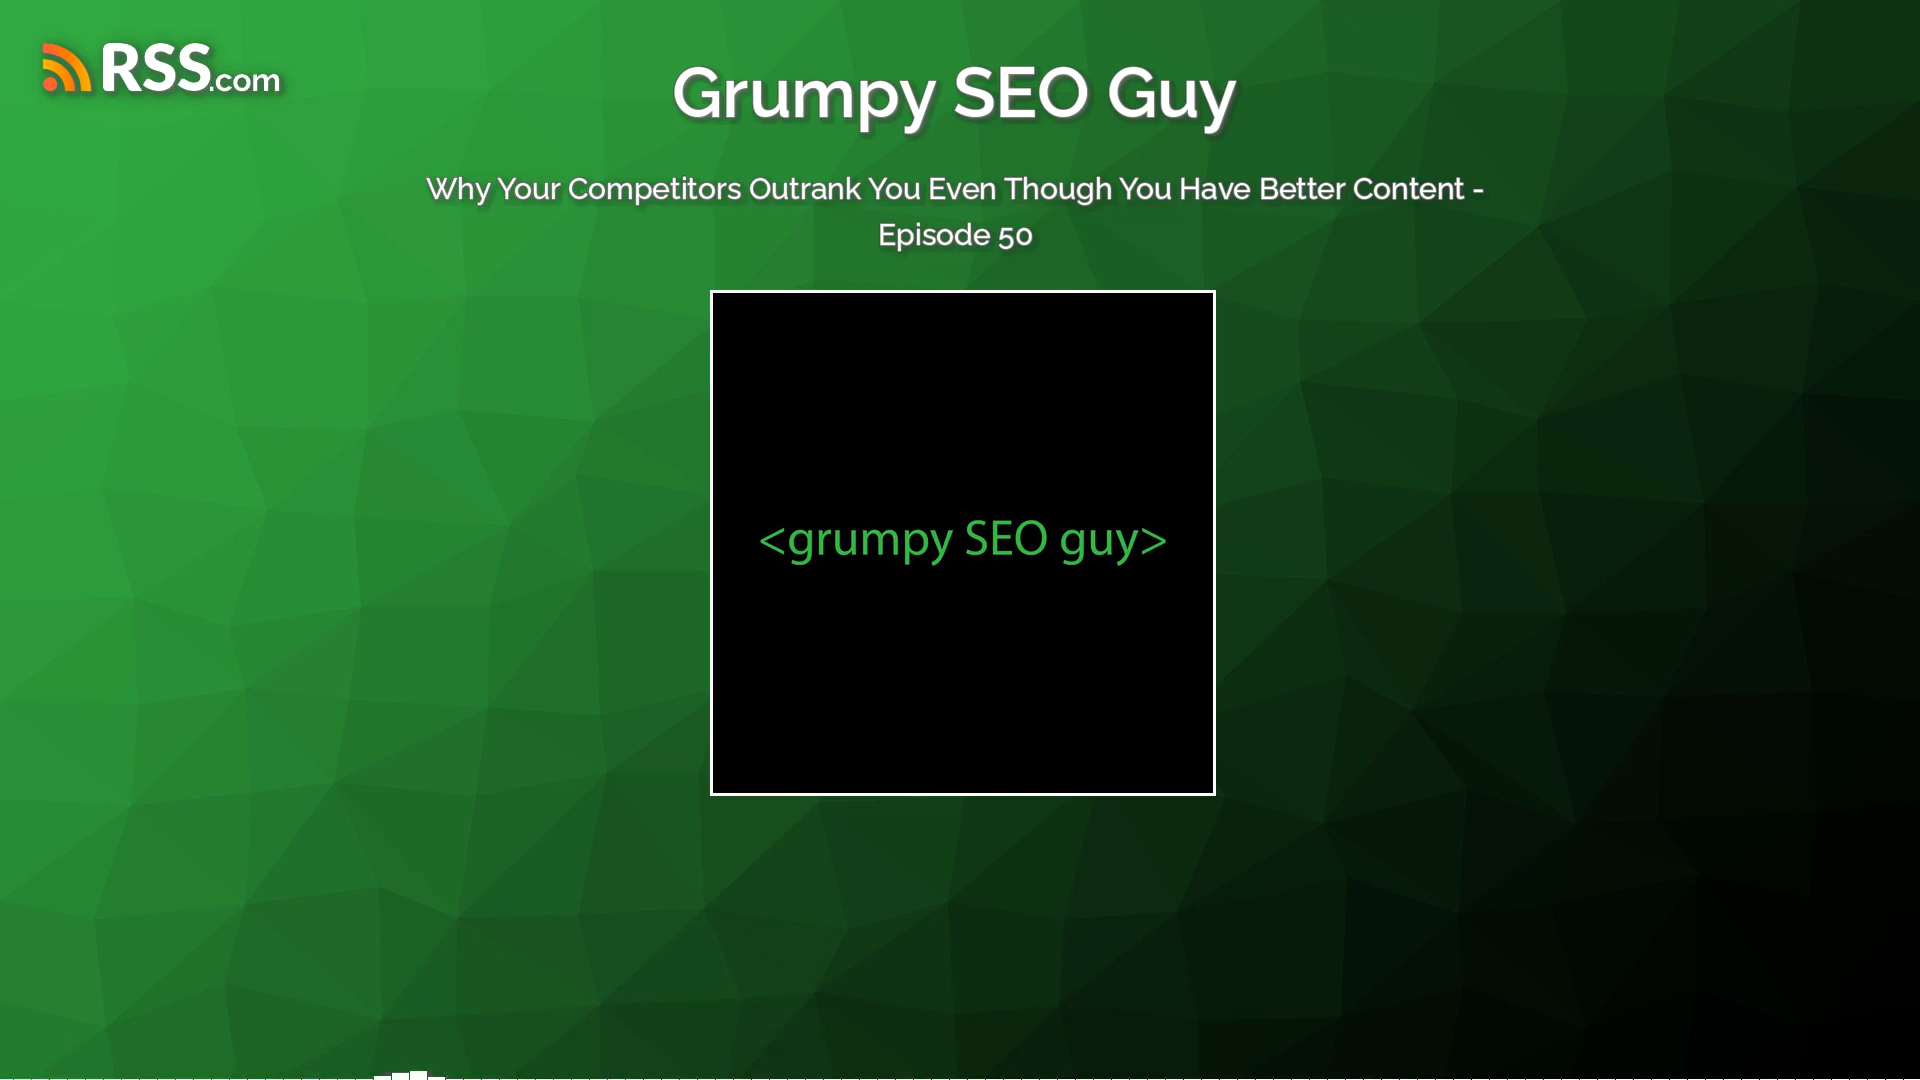 RSS.com
Grumpy SEO Guy
Why Your Competitors Outrank You Even Though You Have Better Content -
Episode 50
<grumpy SEO guy>